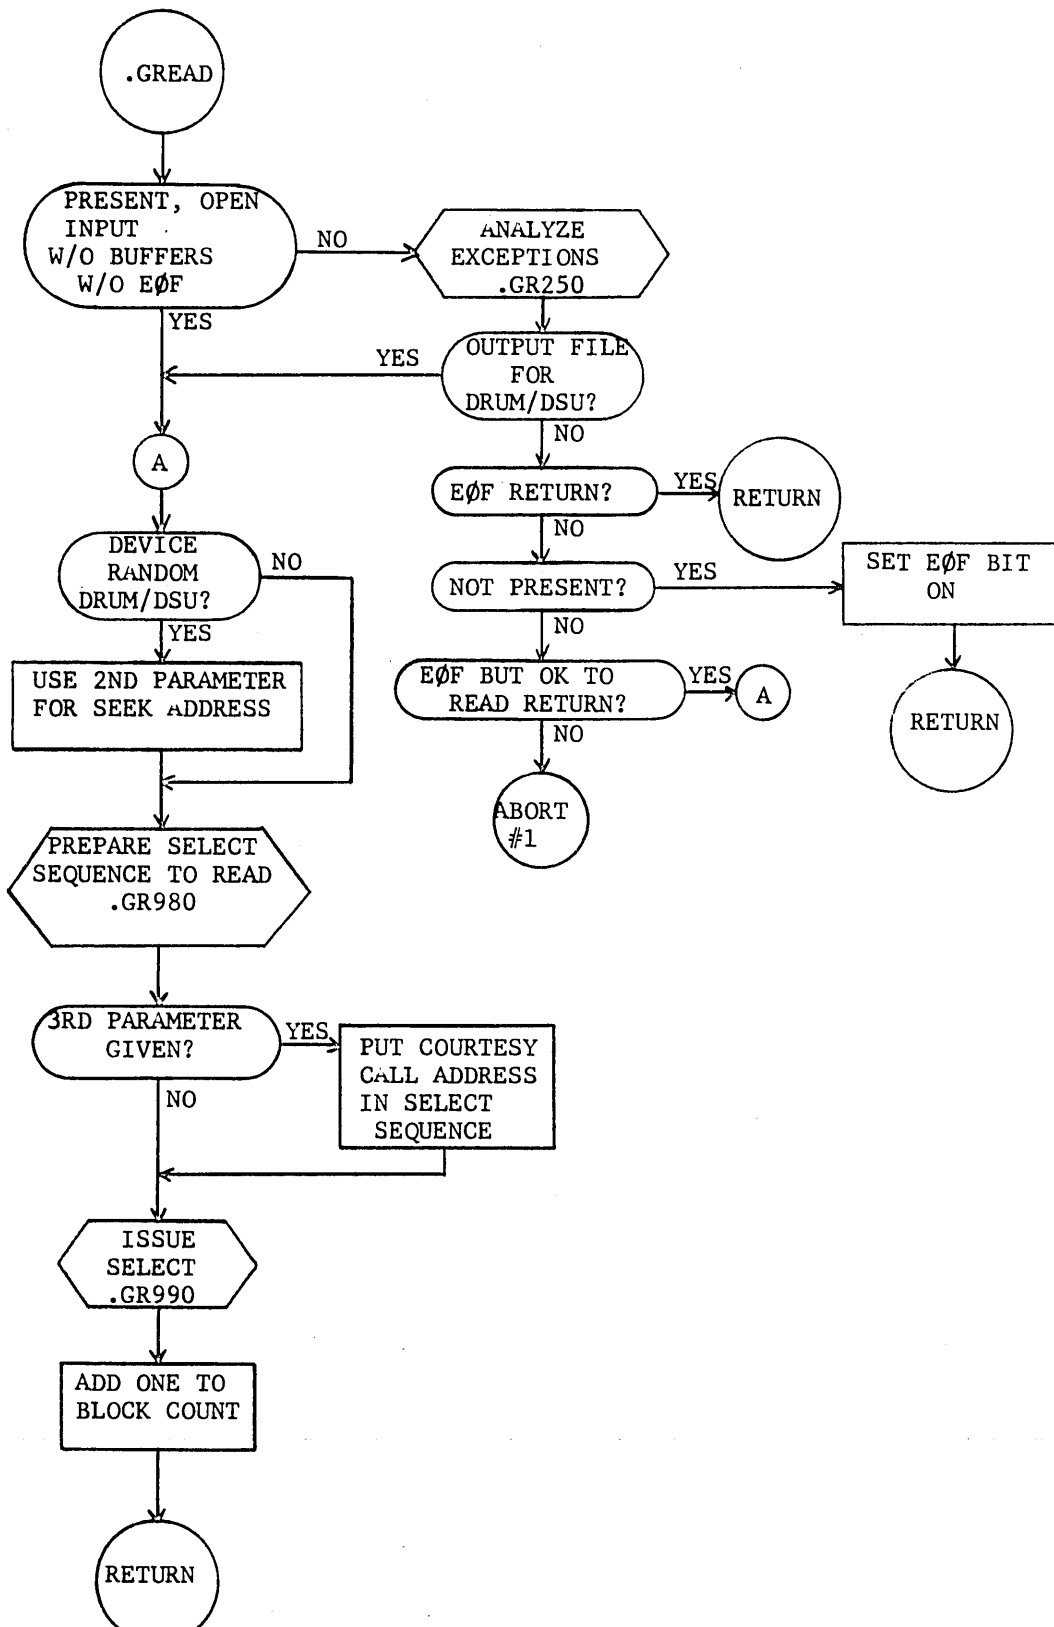 .GREAD
PRESENT, OPEN
INPUT
W/O BUFFERS
W/O EØF
NO
ANALYZE
EXCEPTIONS
.GR250
YES
YES
OUTPUT FILE
FOR
DRUM/DSU?
NO
A
EØF RETURN?
YES
RETURN
NO
DEVICE
RANDOM
DRUM/DSU?
NO
NOT PRESENT?
YES
SET EØF BIT
ON
YES
NO
USE 2ND PARAMETER
FOR SEEK ADDRESS
EØF BUT OK TO
READ RETURN?
YES
A
RETURN
NO
ABORT
#1
PREPARE SELECT
SEQUENCE TO READ
.GR980
3RD PARAMETER
GIVEN?
YES
PUT COURTESY
CALL ADDRESS
IN SELECT
SEQUENCE
NO
ISSUE
SELECT
.GR990
ADD ONE TO
BLOCK COUNT
RETURN